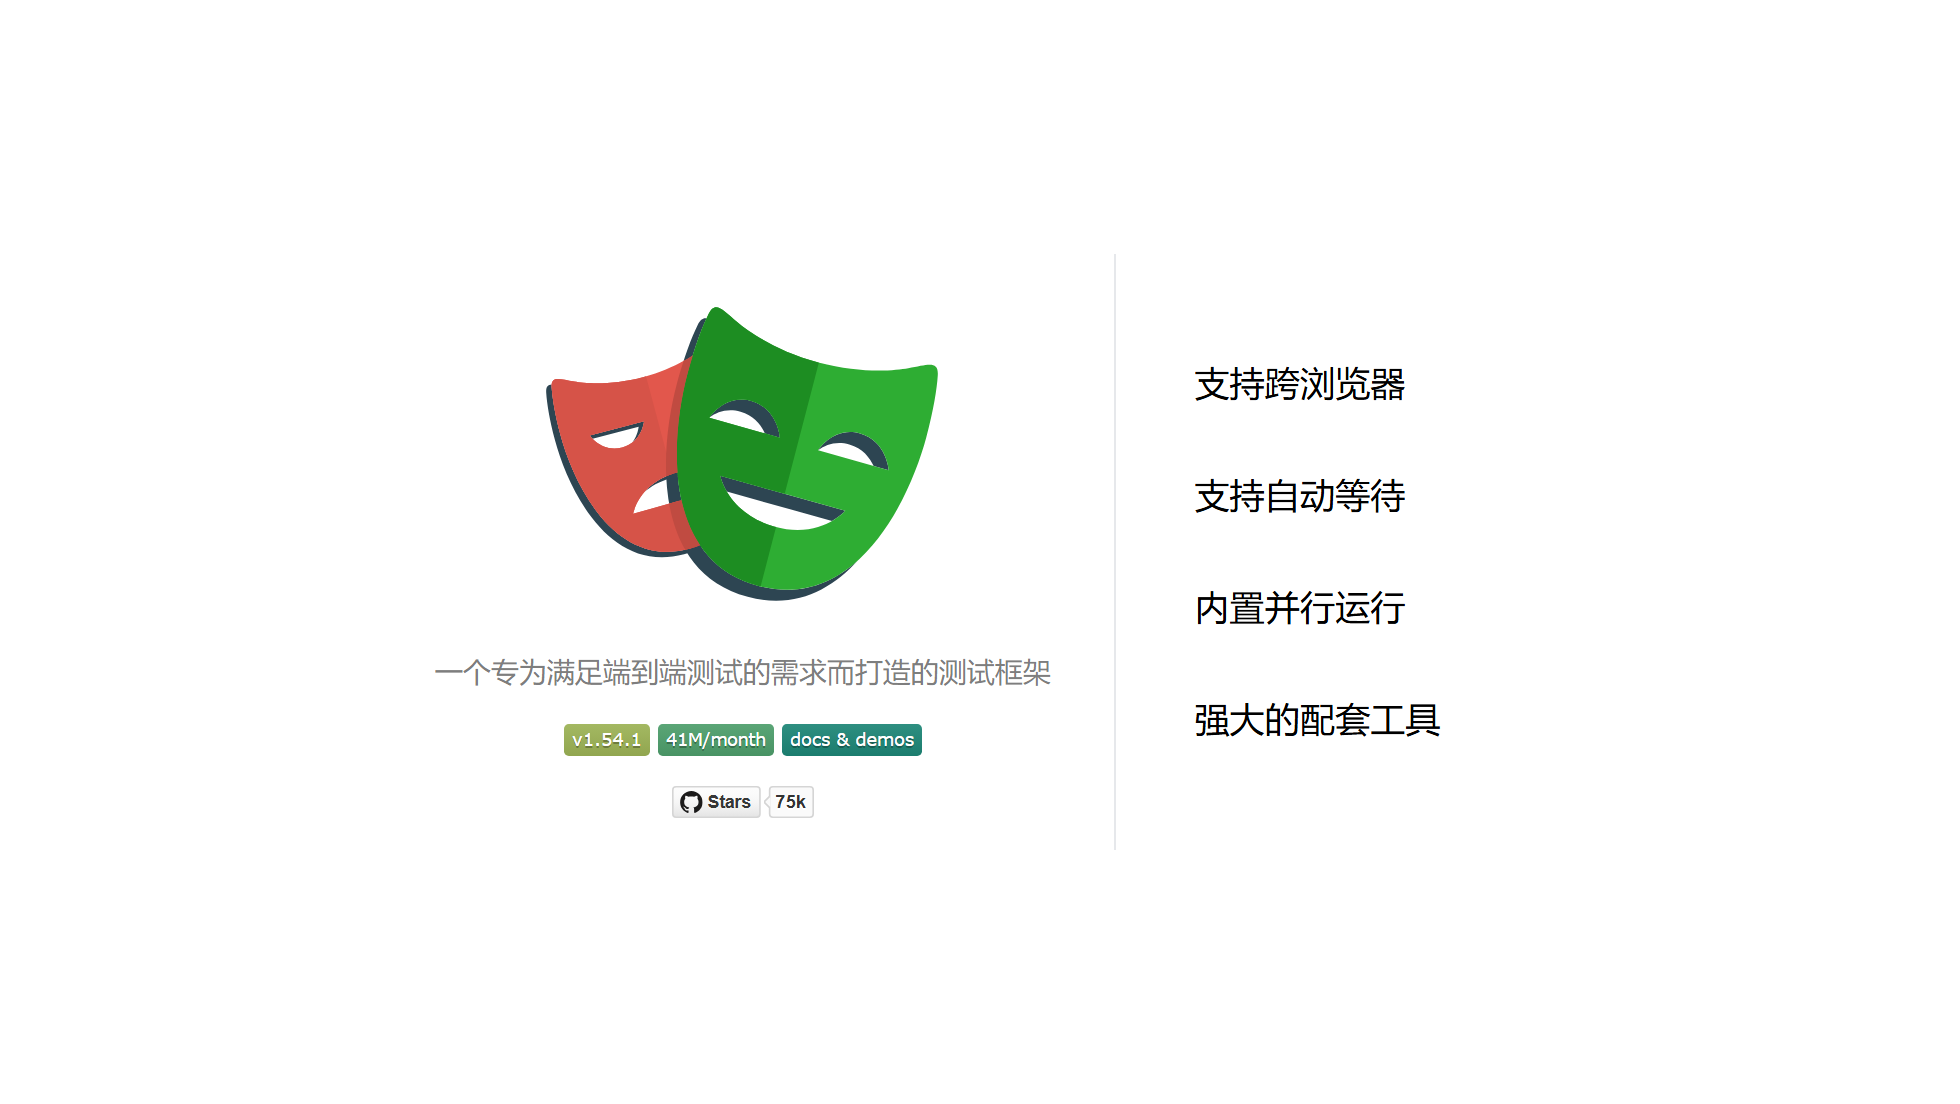 一个专为满足端到端测试的需求而打造的测试框架
v1.54.1 41M/month docs & demos
Stars 75k
支持跨浏览器
支持自动等待
内置并行运行
强大的配套工具